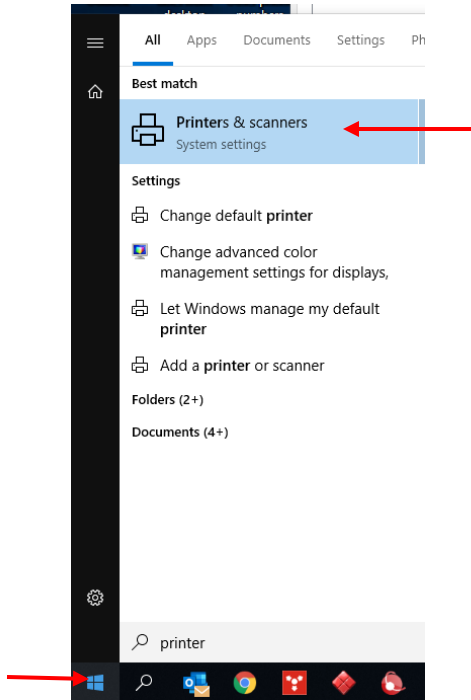 All Apps Documents Settings Ph
Best match
Printers & scanners
System settings
Settings
Change default printer
Change advanced color
management settings for displays,
Let Windows manage my default
printer
Add a printer or scanner
Folders (2+)
Documents (4+)
printer